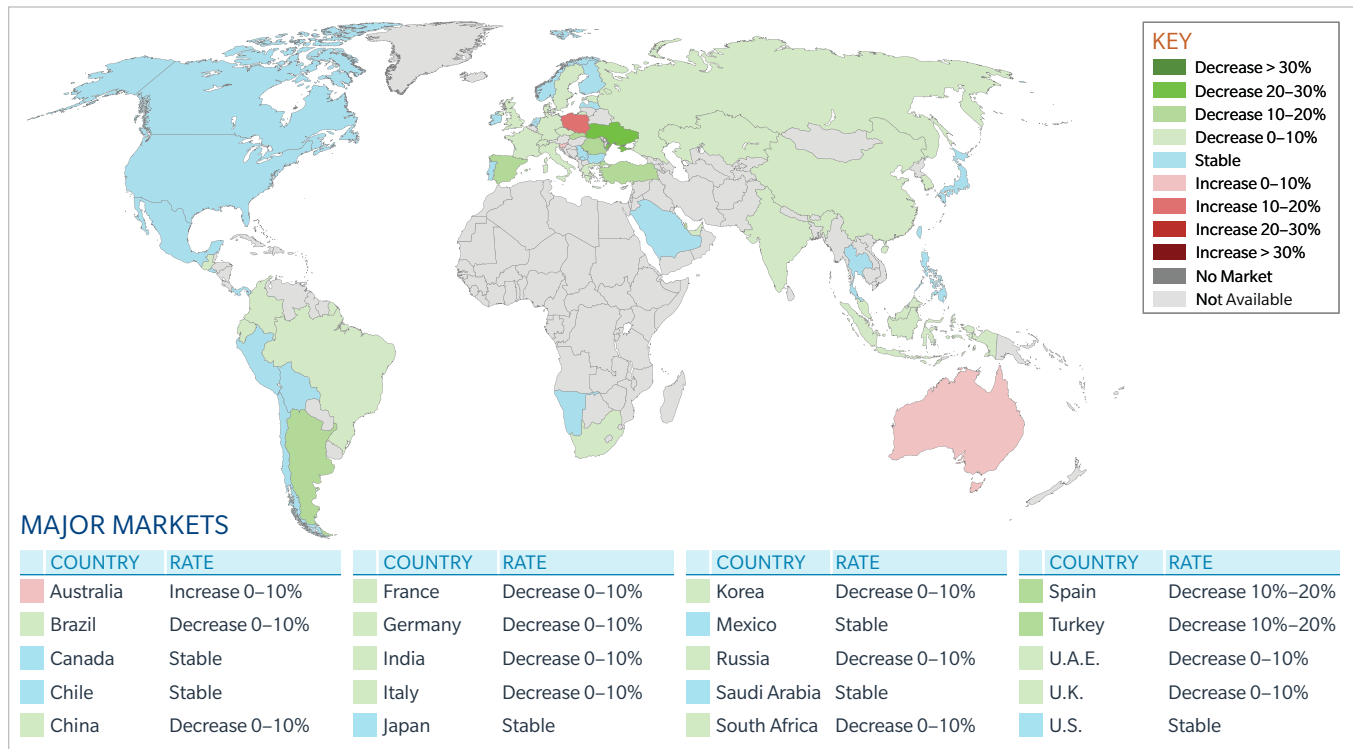 KEY
Decrease > 30%
Decrease 20–30%
Decrease 10–20%
Decrease 0–10%
Stable
Increase 0–10%
Increase 10–20%
Increase 20–30%
Increase > 30%
No Market
Not Available
MAJOR MARKETS
COUNTRY RATE
Australia Increase 0–10%
Brazil Decrease 0–10%
Canada Stable
Chile Stable
China Decrease 0–10%
COUNTRY RATE
France Decrease 0–10%
Germany Decrease 0–10%
India Decrease 0–10%
Italy Decrease 0–10%
Japan Stable
COUNTRY RATE
Korea Decrease 0–10%
Mexico Stable
Russia Decrease 0–10%
Saudi Arabia Stable
South Africa Decrease 0–10%
COUNTRY RATE
Spain Decrease 10%–20%
Turkey Decrease 10%–20%
U.A.E. Decrease 0–10%
U.K. Decrease 0–10%
U.S. Stable